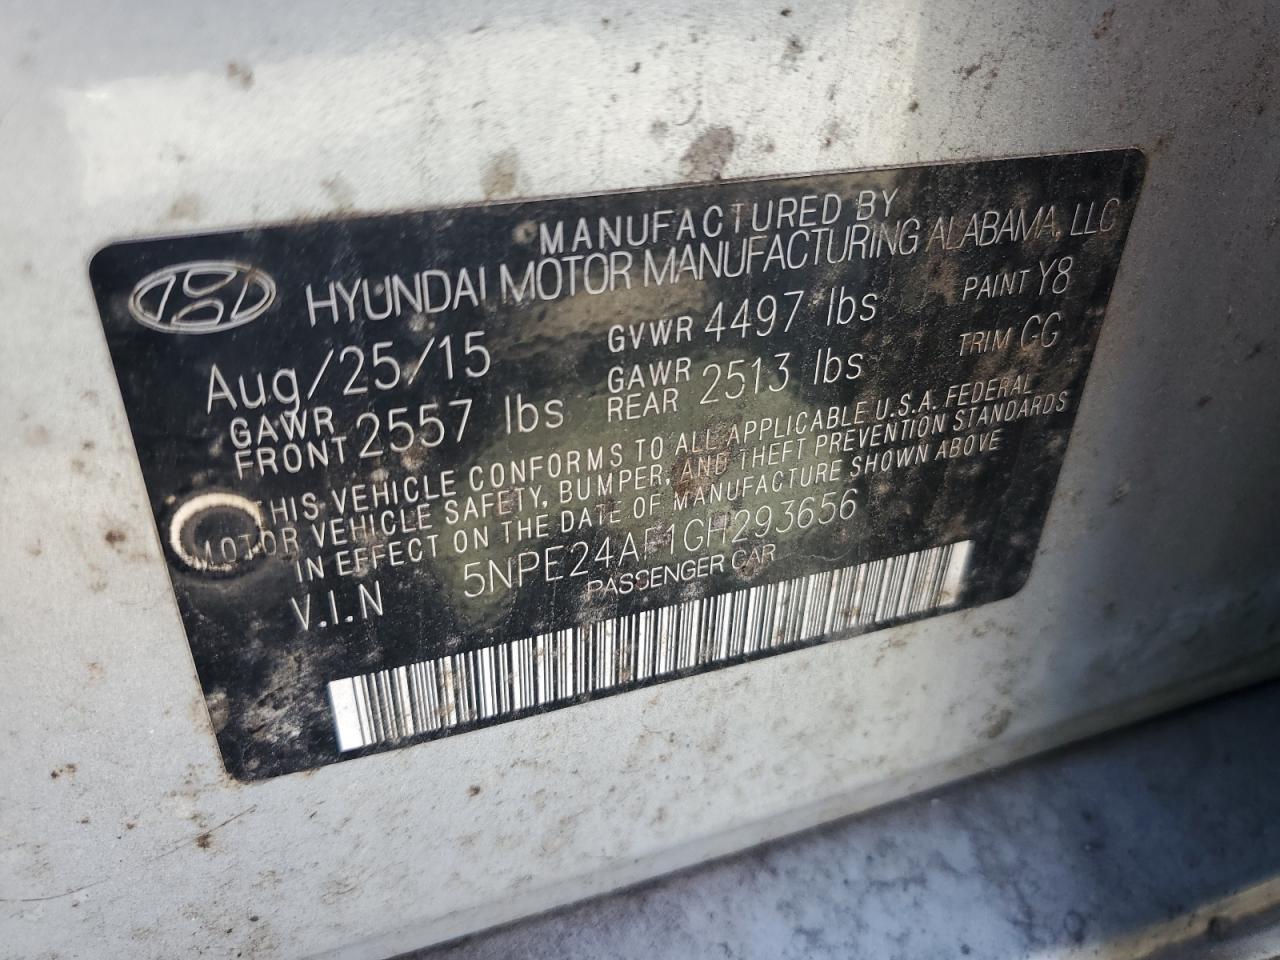 MANUFACTURED BY
HYUNDAI MOTOR MANUFACTURING ALABAMA, LLC
Aug/25/15 GVWR 4497 lbs PAINT Y8
GAWR FRONT 2557 lbs GAWR REAR 2513 lbs TRIM CG
THIS VEHICLE CONFORMS TO ALL APPLICABLE U.S.A. FEDERAL
MOTOR VEHICLE SAFETY, BUMPER, AND THEFT PREVENTION STANDARDS
IN EFFECT ON THE DATE OF MANUFACTURE SHOWN ABOVE
V.I.N 5NPE24AF1GH293656
PASSENGER CAR